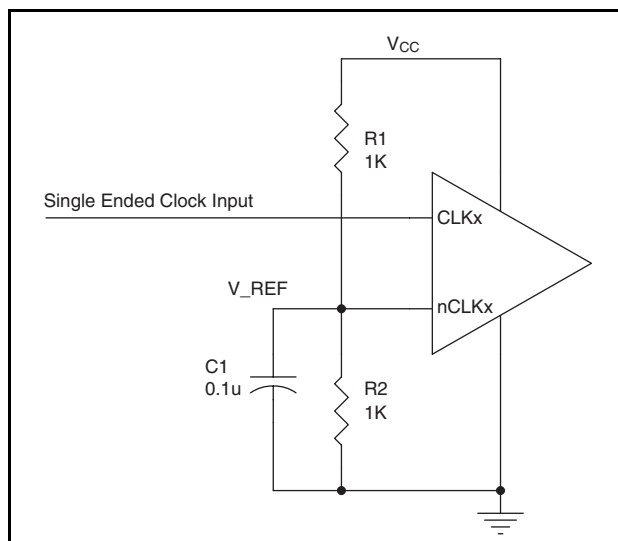 VCC
R1
1K
Single Ended Clock Input
CLKx
V_REF
nCLKx
C1
0.1u
R2
1K